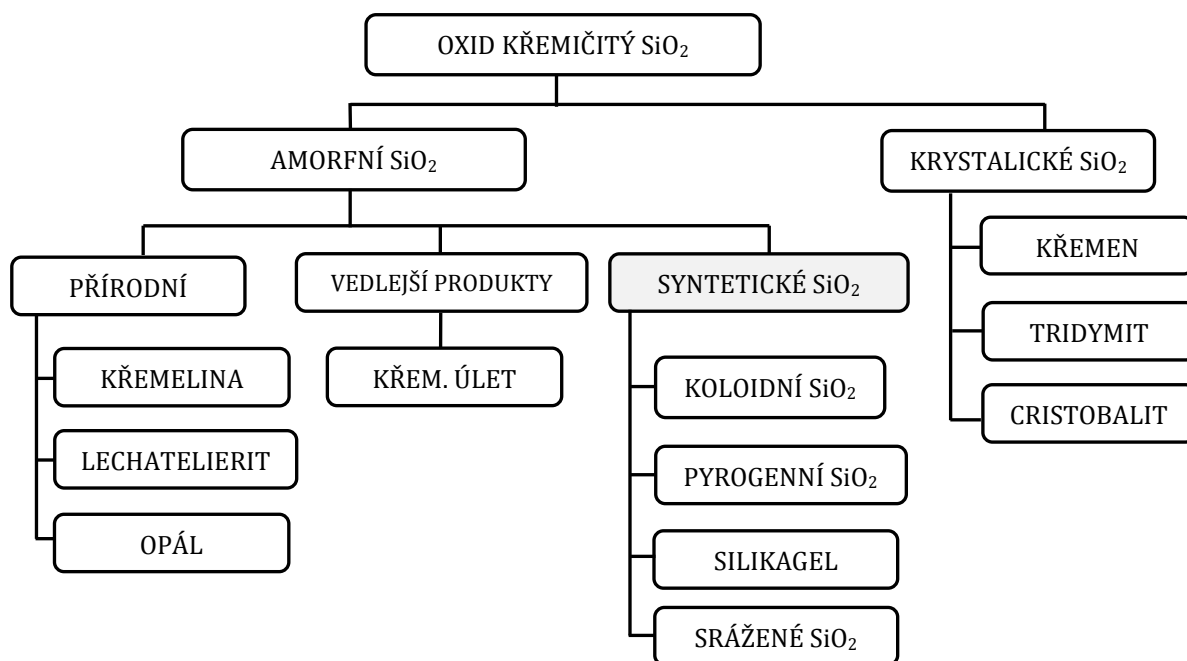 OXID KŘEMIČITÝ SiO₂
AMORFNÍ SiO₂
KRYSTALICKÉ SiO₂
PŘÍRODNÍ
VEDLEJŠÍ PRODUKTY
SYNTETICKÉ SiO₂
KŘEMEN
TRIDYMIT
CRISTOBALIT
KŘEMELINA
LECHATELIERIT
OPÁL
KŘEM. ÚLET
KOLOIDNÍ SiO₂
PYROGENNÍ SiO₂
SILIKAGEL
SRÁŽENÉ SiO₂